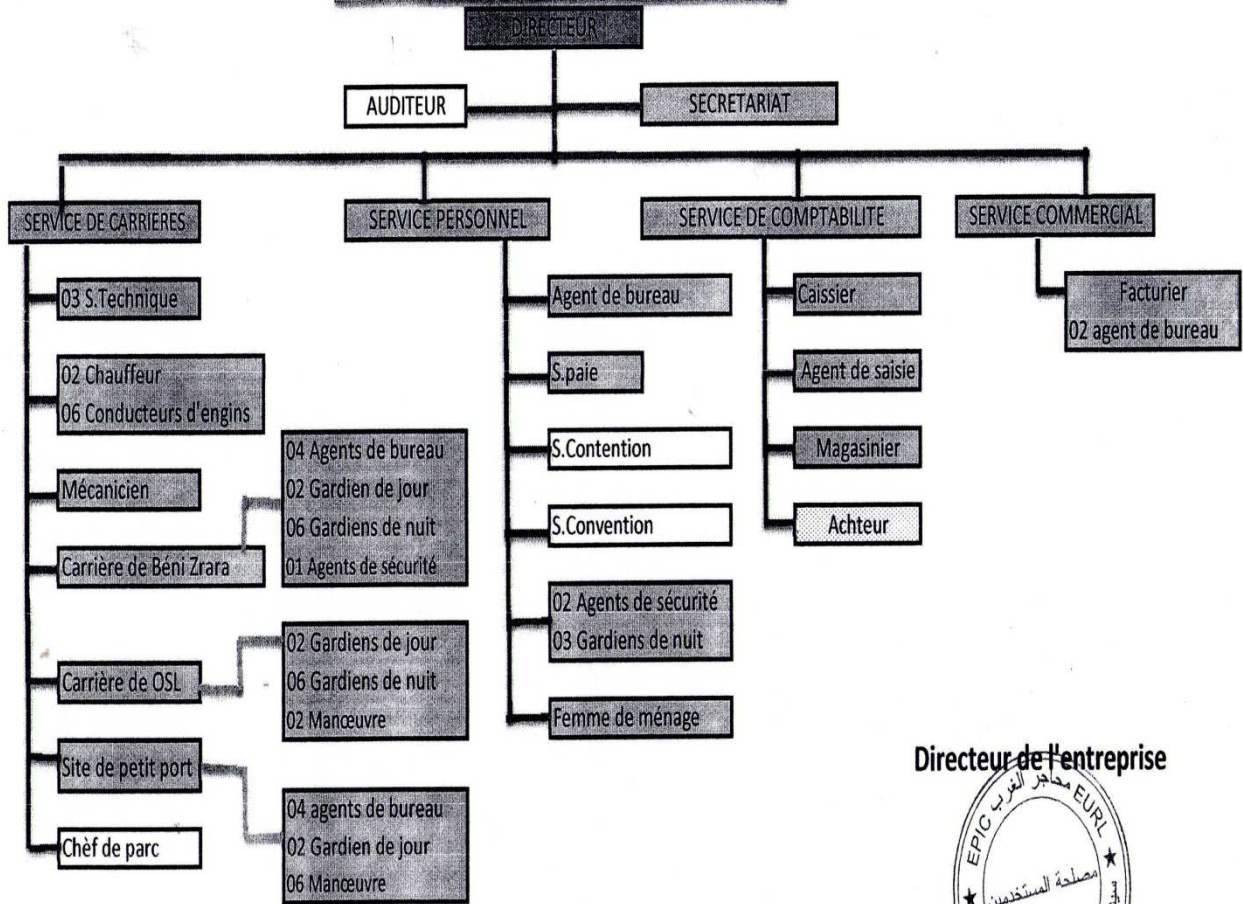 DIRECTEUR
AUDITEUR
SECRETARIAT
SERVICE DE CARRIERES
SERVICE PERSONNEL
SERVICE DE COMPTABILITE
SERVICE COMMERCIAL
03 S.Technique
02 Chauffeur
06 Conducteurs d'engins
Mécanicien
Carrière de Béni Zrara
04 Agents de bureau
02 Gardien de jour
06 Gardiens de nuit
01 Agents de sécurité
Carrière de OSL
02 Gardiens de jour
06 Gardiens de nuit
02 Manœuvre
Site de petit port
04 agents de bureau
02 Gardien de jour
06 Manœuvre
Chèf de parc
Agent de bureau
S.paie
S.Contention
S.Convention
02 Agents de sécurité
03 Gardiens de nuit
Femme de ménage
Caissier
Agent de saisie
Magasinier
Achteur
Facturier
02 agent de bureau
Directeur de l'entreprise
EPIC محاجر الغرب EURL
مصلحة المستخدمين